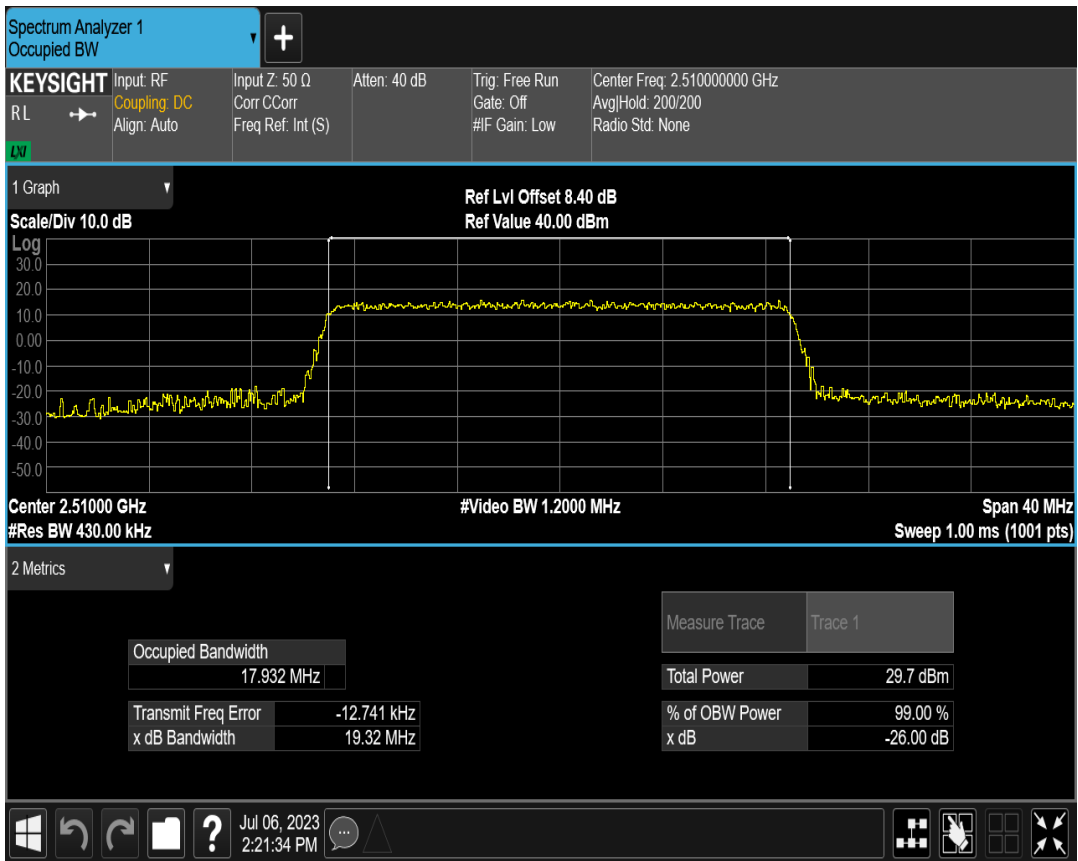 Spectrum Analyzer 1
Occupied BW
+
KEYSIGHT
RL
LXI
Input: RF
Coupling: DC
Align: Auto
Input Z: 50 Ω
Corr CCorr
Freq Ref: Int (S)
Atten: 40 dB
Trig: Free Run
Gate: Off
#IF Gain: Low
Center Freq: 2.510000000 GHz
Avg|Hold: 200/200
Radio Std: None
1 Graph
Ref Lvl Offset 8.40 dB
Scale/Div 10.0 dB
Ref Value 40.00 dBm
Log
30.0
20.0
10.0
0.00
-10.0
-20.0
-30.0
-40.0
-50.0
Center 2.51000 GHz
#Video BW 1.2000 MHz
Span 40 MHz
#Res BW 430.00 kHz
Sweep 1.00 ms (1001 pts)
2 Metrics
Measure Trace Trace 1
Occupied Bandwidth
17.932 MHz
Total Power 29.7 dBm
Transmit Freq Error -12.741 kHz
% of OBW Power 99.00 %
x dB Bandwidth 19.32 MHz
x dB -26.00 dB
?
Jul 06, 2023
2:21:34 PM